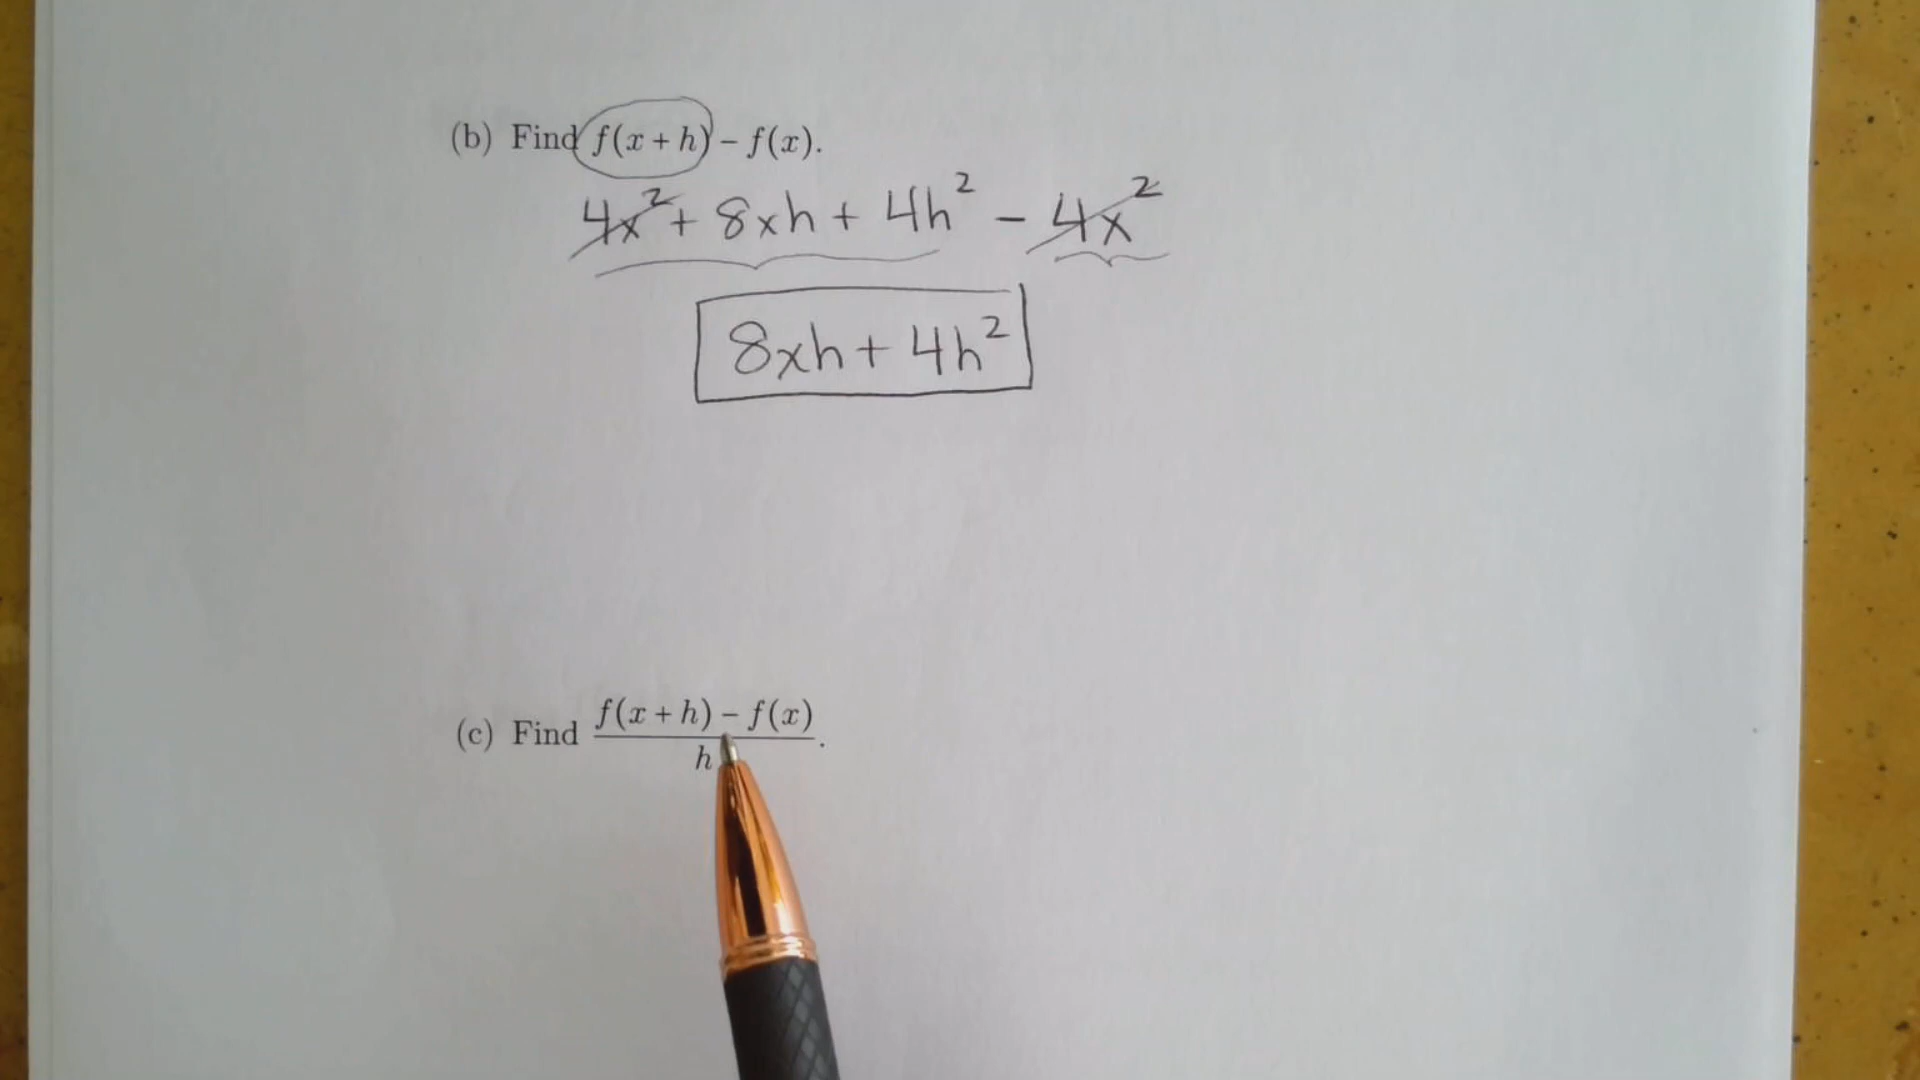 (b) Find f(x + h) – f(x).
4x² + 8xh + 4h² – 4x²
8xh + 4h²
(c) Find f(x + h) – f(x)
h .